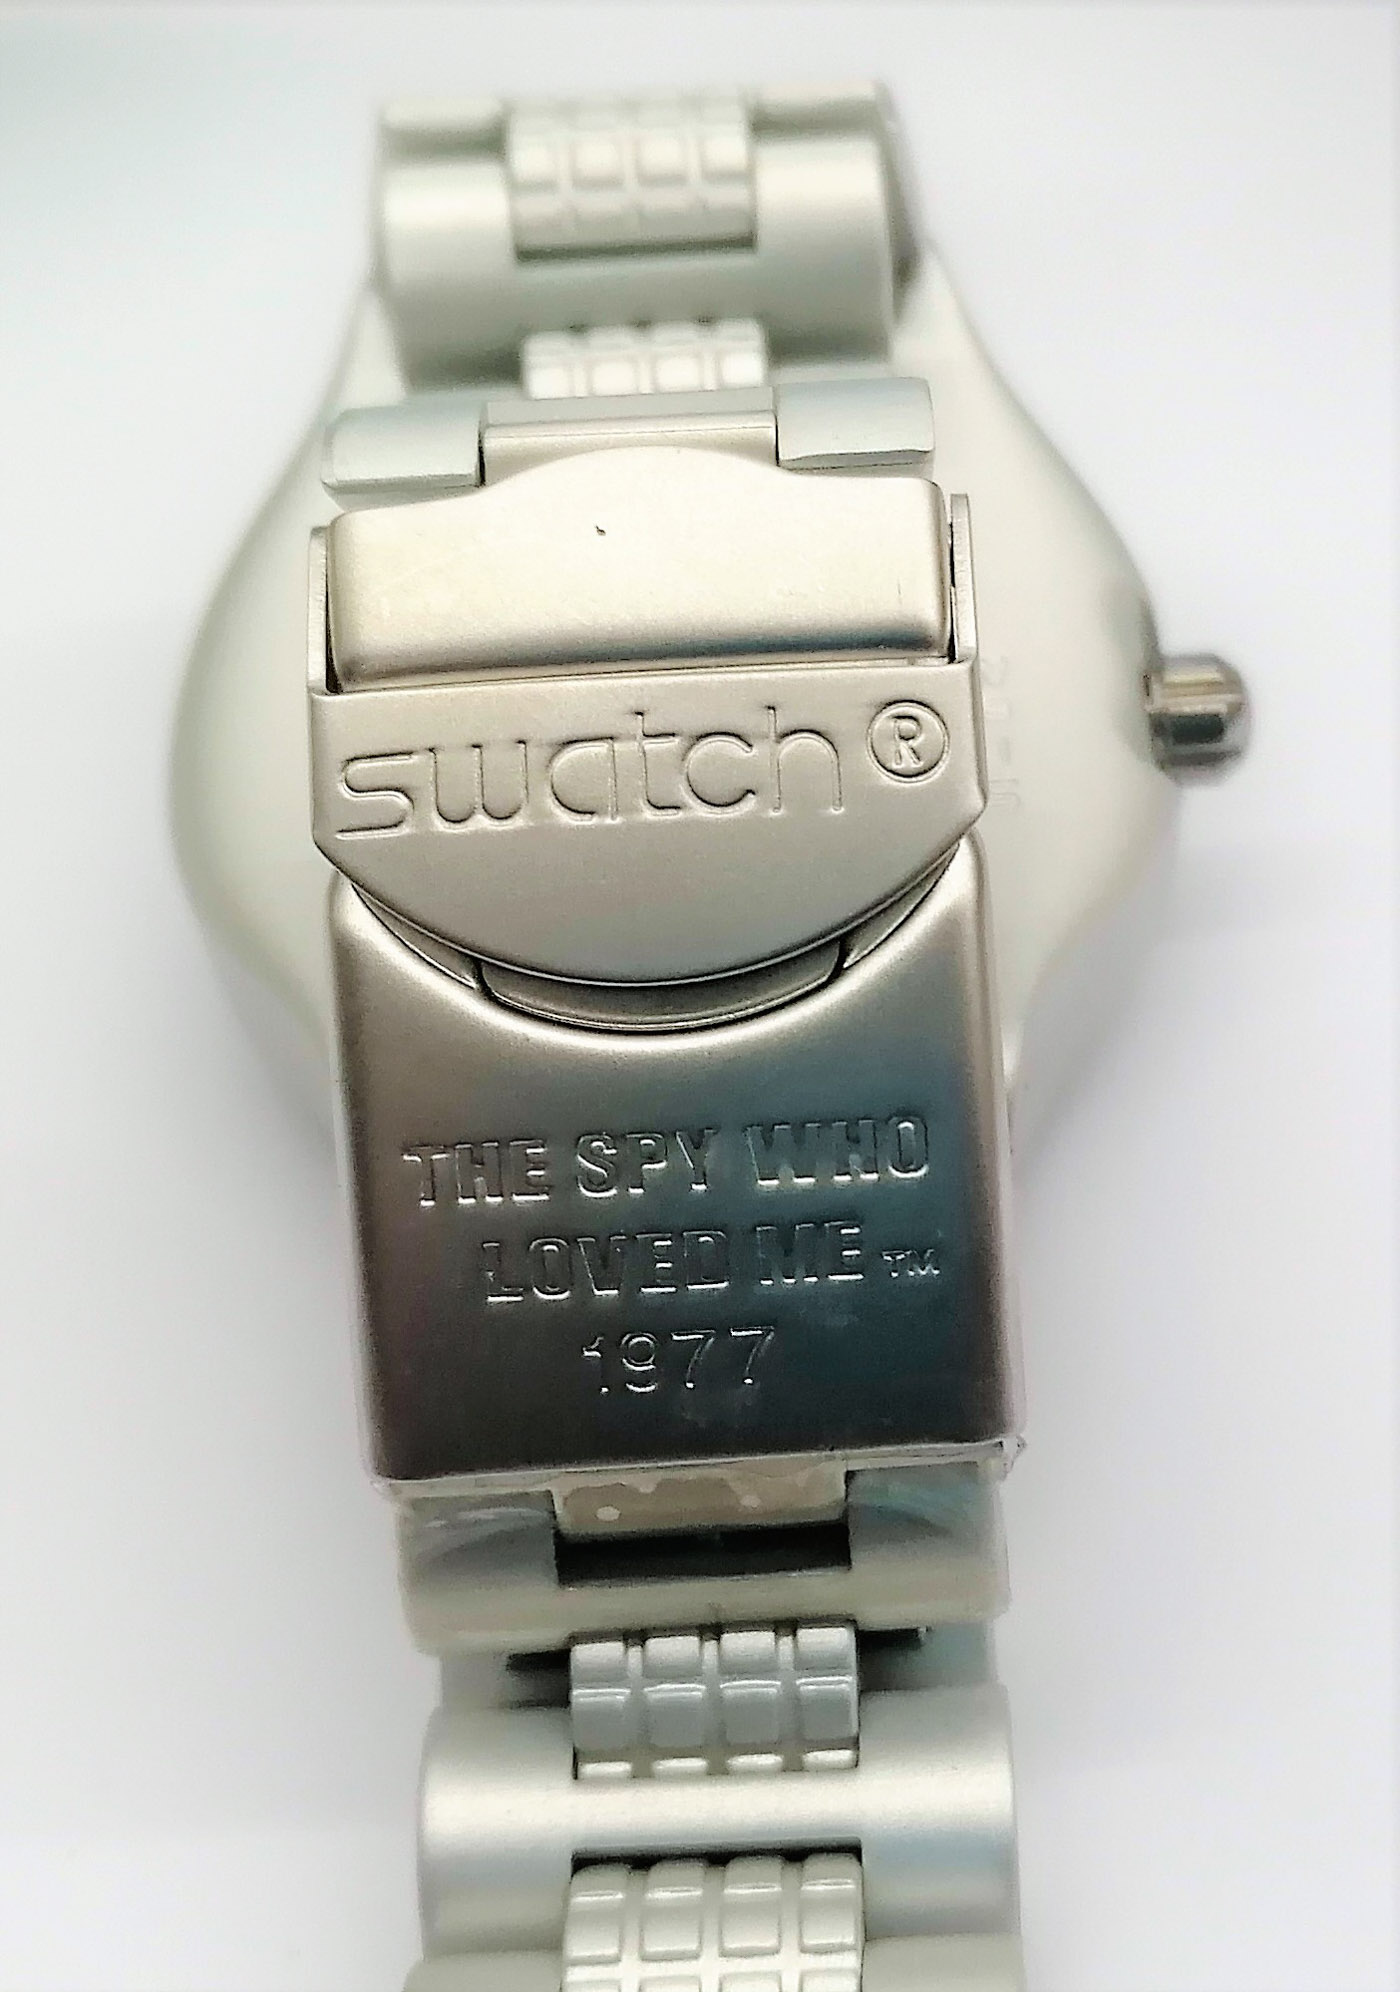 swatch®
THE SPY WHO
LOVED ME™
1977